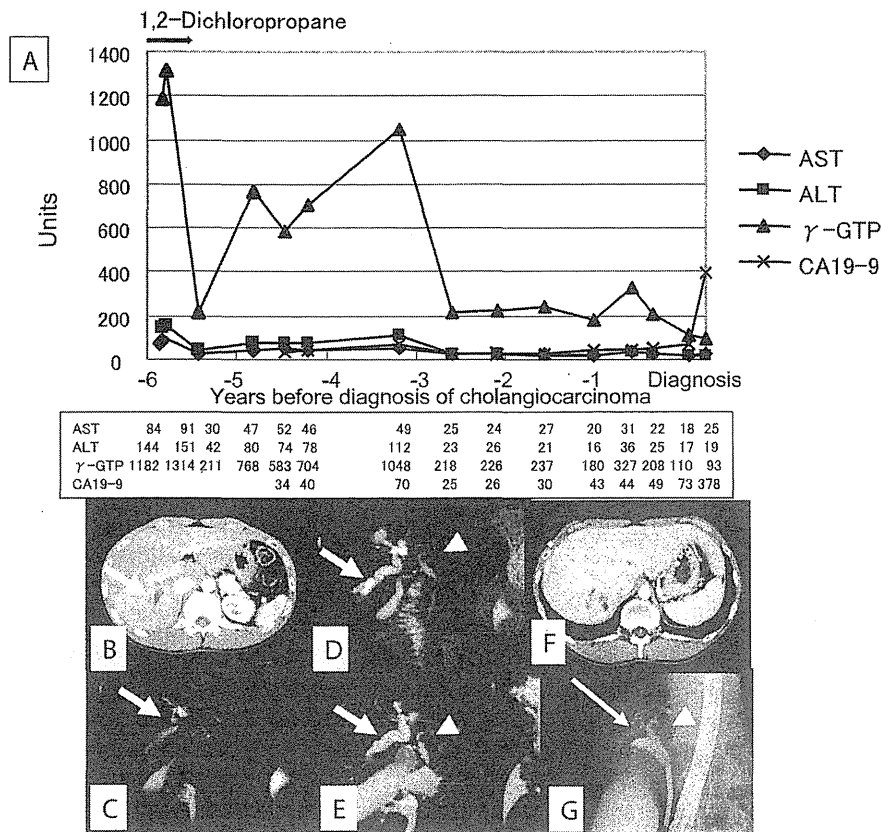 1,2-Dichloropropane
A
1400
1200
1000
800
600
400
200
0
Units
-6
-5
-4
-3
-2
-1
Diagnosis
Years before diagnosis of cholangiocarcinoma
AST
ALT
γ-GTP
CA19-9
AST 84 91 30 47 52 46 49 25 24 27 20 31 22 18 25
ALT 144 151 42 80 74 78 112 23 26 21 16 36 25 17 19
γ-GTP 1182 1314 211 768 583 704 1048 218 226 237 180 327 208 110 93
CA19-9 34 40 70 25 26 30 43 44 49 73 378
B
D
F
C
E
G